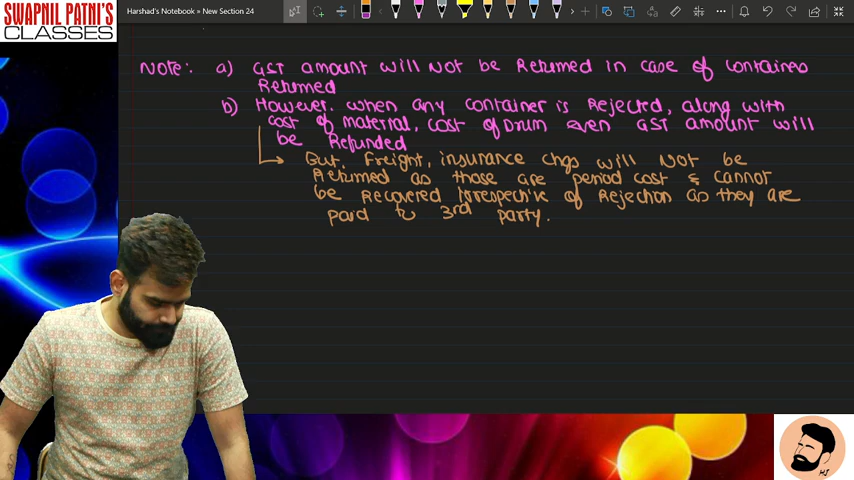 SWAPNIL PATNI'S
CLASSES
Harshad's Notebook » New Section 24
Note: a) GST amount will Not be Returned in case of containers
Returned
b) However, when any container is Rejected, along with
cost of material, cost of Drum even GST amount will
be Refunded
But. Freight, insurance chgs will Not be
Returned as those are period cost & cannot
be Recovered Irrespective of Rejection as they are
paid to 3rd party.
HJ